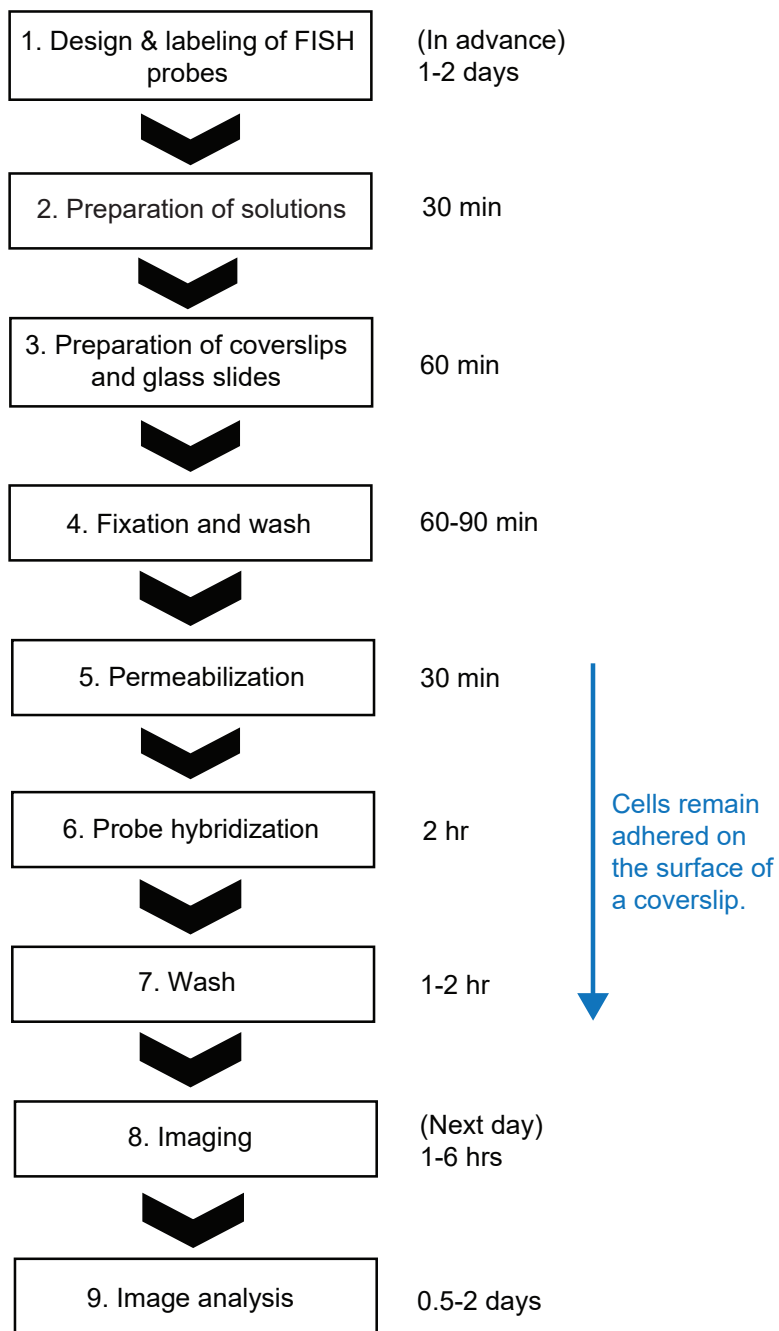 1. Design & labeling of FISH
probes
(In advance)
1-2 days
2. Preparation of solutions
30 min
3. Preparation of coverslips
and glass slides
60 min
4. Fixation and wash
60-90 min
5. Permeabilization
30 min
6. Probe hybridization
2 hr
Cells remain
adhered on
the surface of
a coverslip.
7. Wash
1-2 hr
8. Imaging
(Next day)
1-6 hrs
9. Image analysis
0.5-2 days